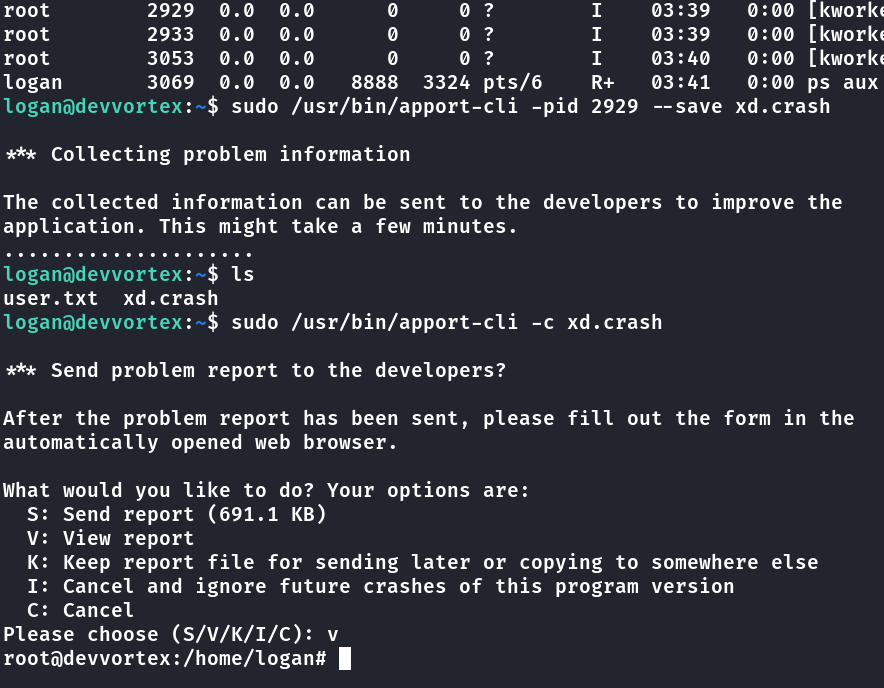 root        2929  0.0  0.0      0     0 ?        I    03:39   0:00 [kworke
root        2933  0.0  0.0      0     0 ?        I    03:39   0:00 [kworke
root        3053  0.0  0.0      0     0 ?        I    03:40   0:00 [kworke
logan       3069  0.0  0.0   8888  3324 pts/6    R+   03:41   0:00 ps aux
logan@devvortex:~$ sudo /usr/bin/apport-cli -pid 2929 --save xd.crash
*** Collecting problem information
The collected information can be sent to the developers to improve the
application. This might take a few minutes.
.....................
logan@devvortex:~$ ls
user.txt  xd.crash
logan@devvortex:~$ sudo /usr/bin/apport-cli -c xd.crash
*** Send problem report to the developers?
After the problem report has been sent, please fill out the form in the
automatically opened web browser.
What would you like to do? Your options are:
  S: Send report (691.1 KB)
  V: View report
  K: Keep report file for sending later or copying to somewhere else
  I: Cancel and ignore future crashes of this program version
  C: Cancel
Please choose (S/V/K/I/C): v
root@devvortex:/home/logan#